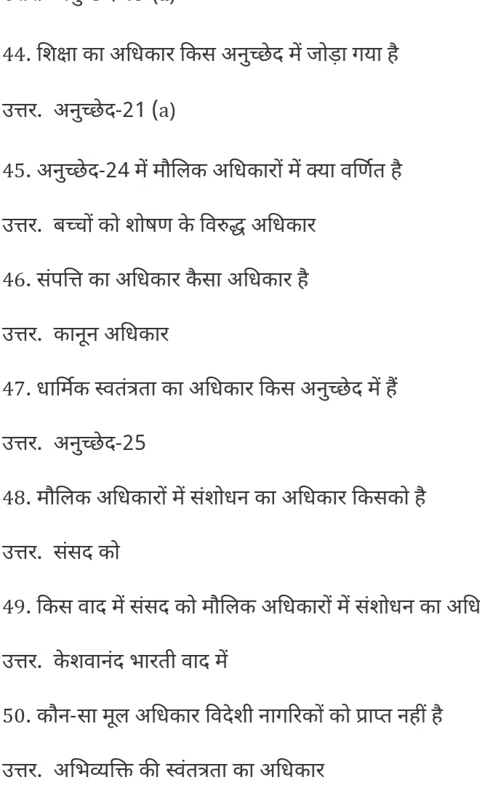 44. शिक्षा का अधिकार किस अनुच्छेद में जोड़ा गया है
उत्तर. अनुच्छेद-21 (a)
45. अनुच्छेद-24 में मौलिक अधिकारों में क्या वर्णित है
उत्तर. बच्चों को शोषण के विरुद्ध अधिकार
46. संपत्ति का अधिकार कैसा अधिकार है
उत्तर. कानून अधिकार
47. धार्मिक स्वतंत्रता का अधिकार किस अनुच्छेद में हैं
उत्तर. अनुच्छेद-25
48. मौलिक अधिकारों में संशोधन का अधिकार किसको है
उत्तर. संसद को
49. किस वाद में संसद को मौलिक अधिकारों में संशोधन का अधि
उत्तर. केशवानंद भारती वाद में
50. कौन-सा मूल अधिकार विदेशी नागरिकों को प्राप्त नहीं है
उत्तर. अभिव्यक्ति की स्वंतत्रता का अधिकार